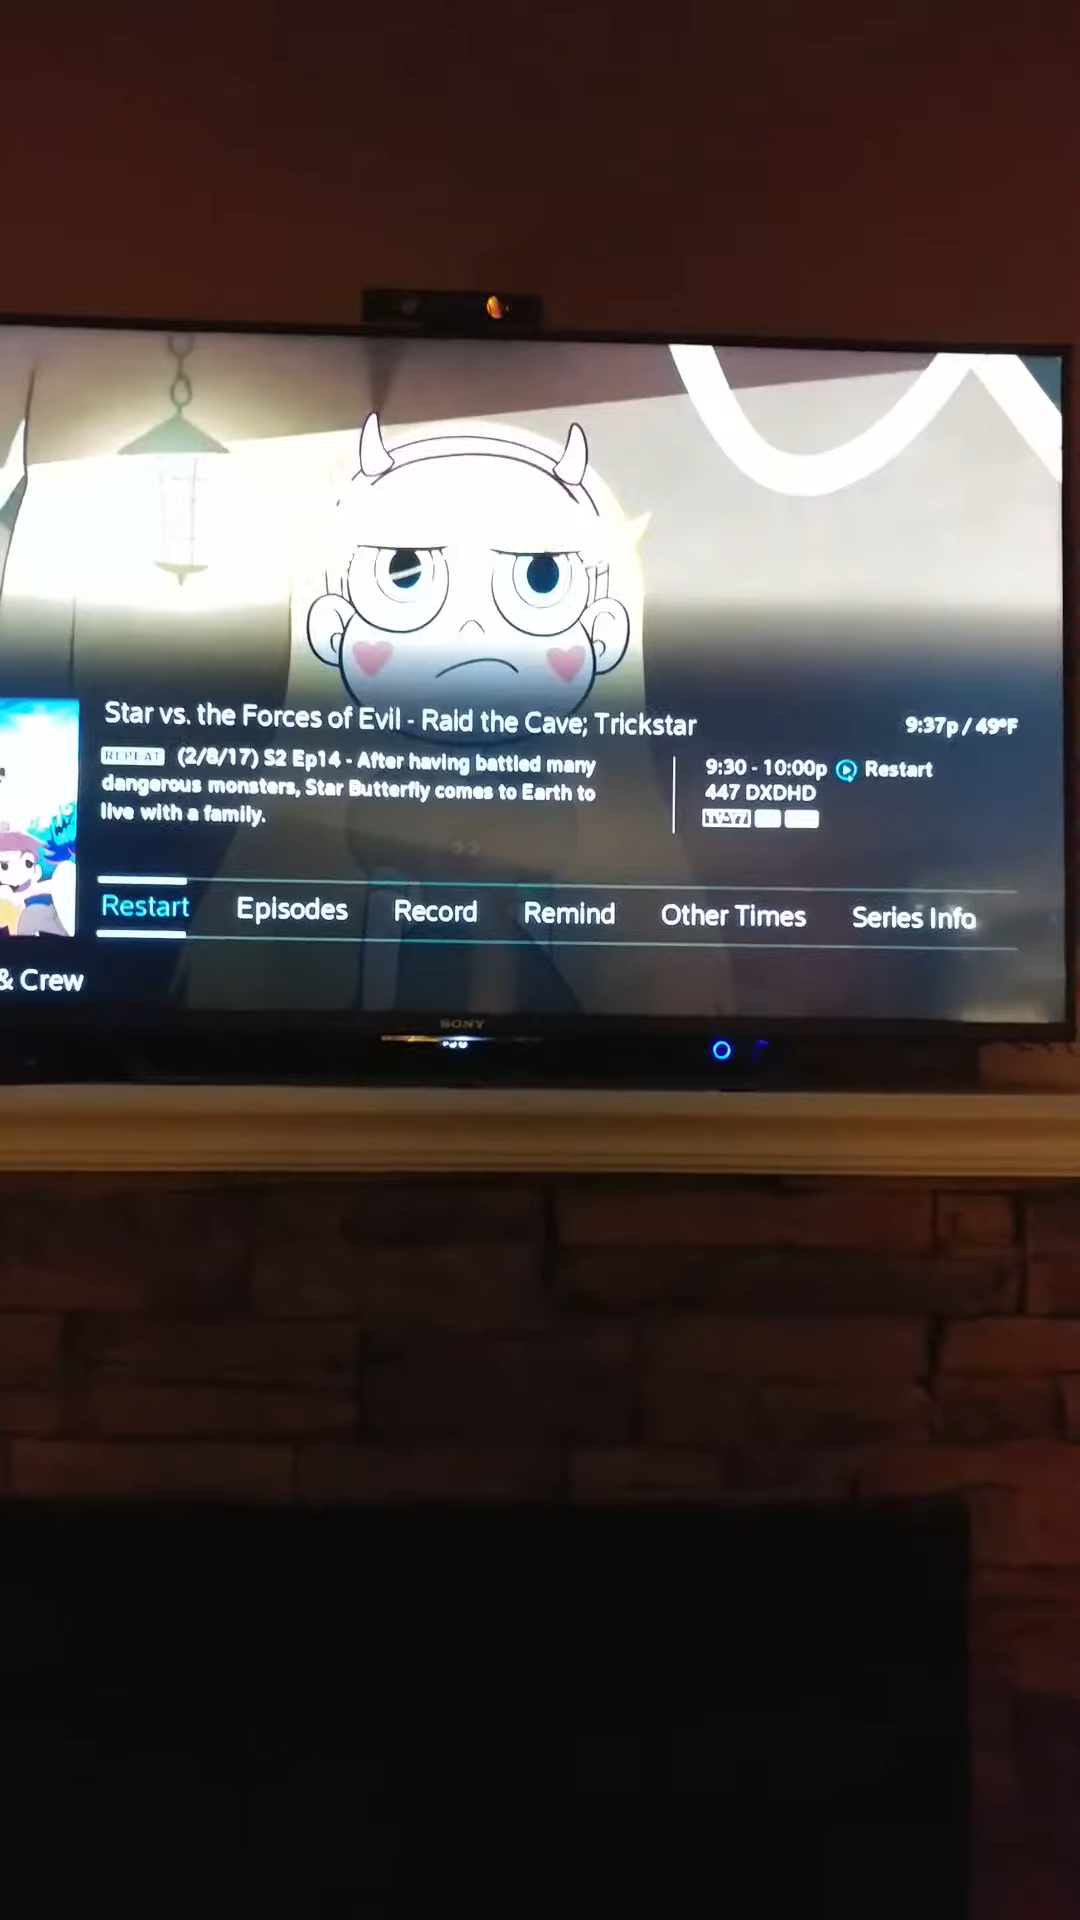 Star vs. the Forces of Evil - Raid the Cave; Trickstar
9:37p / 49°F
REPEAT (2/8/17) S2 Ep14 - After having battled many
dangerous monsters, Star Butterfly comes to Earth to
live with a family.
9:30 - 10:00p Restart
447 DXDHD
TV-Y7
Restart Episodes Record Remind Other Times Series Info
& Crew
SONY